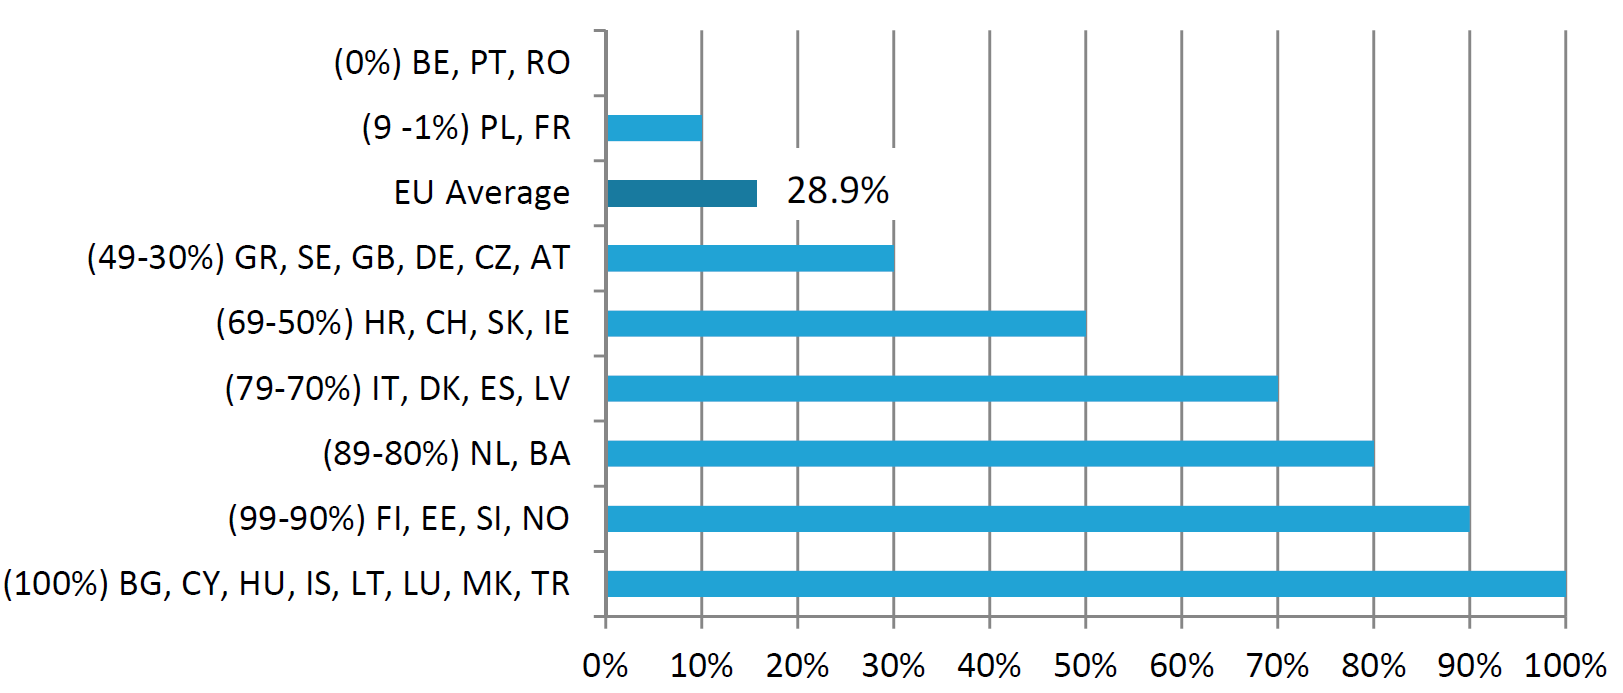 (0%) BE, PT, RO
(9 -1%) PL, FR
EU Average
28.9%
(49-30%) GR, SE, GB, DE, CZ, AT
(69-50%) HR, CH, SK, IE
(79-70%) IT, DK, ES, LV
(89-80%) NL, BA
(99-90%) FI, EE, SI, NO
(100%) BG, CY, HU, IS, LT, LU, MK, TR
0% 10% 20% 30% 40% 50% 60% 70% 80% 90% 100%